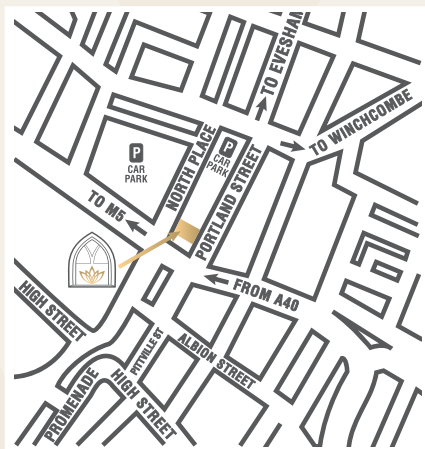 TO EVESHAM
TO WINCHCOMBE
P
CAR
PARK
NORTH PLACE
P
CAR
PARK
PORTLAND STREET
TO M5
FROM A40
HIGH STREET
PITTVILLE ST
ALBION STREET
PROMENADE
HIGH STREET